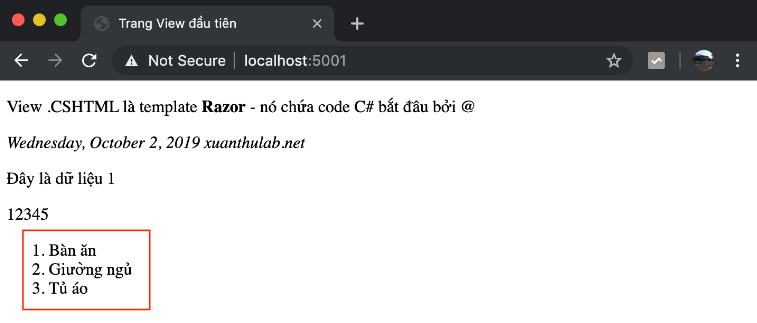 Trang View đầu tiên
Not Secure | localhost:5001
View .CSHTML là template Razor - nó chứa code C# bắt đâu bởi @
Wednesday, October 2, 2019 xuanthulab.net
Đây là dữ liệu 1
12345
1. Bàn ăn
2. Giường ngủ
3. Tủ áo